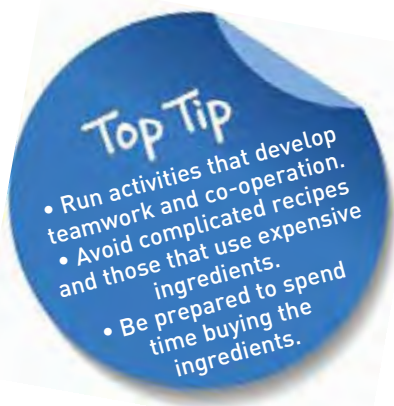 Top Tip
• Run activities that develop
teamwork and co-operation.
• Avoid complicated recipes
and those that use expensive
ingredients.
• Be prepared to spend
time buying the
ingredients.